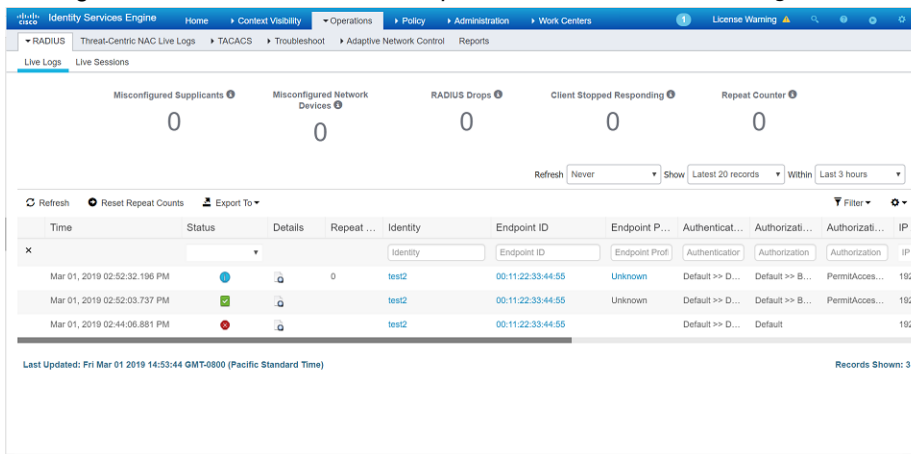 cisco Identity Services Engine Home Context Visibility Operations Policy Administration Work Centers 1 License Warning
RADIUS Threat-Centric NAC Live Logs TACACS Troubleshoot Adaptive Network Control Reports
Live Logs Live Sessions
Misconfigured Supplicants Misconfigured Network Devices RADIUS Drops Client Stopped Responding Repeat Counter
0 0 0 0 0
Refresh Never Show Latest 20 records Within Last 3 hours
Refresh Reset Repeat Counts Export To Filter
Time Status Details Repeat ... Identity Endpoint ID Endpoint P... Authenticat... Authorizati... Authorizati... IP
× Identity Endpoint ID Endpoint Profi Authentication Authorization Authorization IP
Mar 01, 2019 02:52:32.196 PM 0 test2 00:11:22:33:44:55 Unknown Default >> D... Default >> B... PermitAcces... 192
Mar 01, 2019 02:52:03.737 PM test2 00:11:22:33:44:55 Unknown Default >> D... Default >> B... PermitAcces... 192
Mar 01, 2019 02:44:06.881 PM test2 00:11:22:33:44:55 Default >> D... Default 192
Last Updated: Fri Mar 01 2019 14:53:44 GMT-0800 (Pacific Standard Time) Records Shown: 3